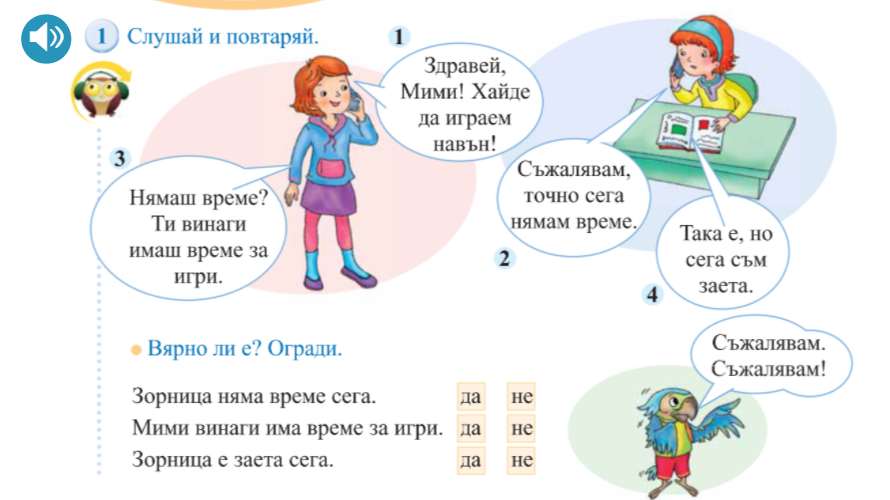 1 Слушай и повтаряй.
1
Здравей,
Мими! Хайде
да играем
навън!
2
Съжалявам,
точно сега
нямам време.
3
Нямаш време?
Ти винаги
имаш време за
игри.
4
Така е, но
сега съм
заета.
Вярно ли е? Огради.
Зорница няма време сега. да не
Мими винаги има време за игри. да не
Зорница е заета сега. да не
Съжалявам.
Съжалявам!